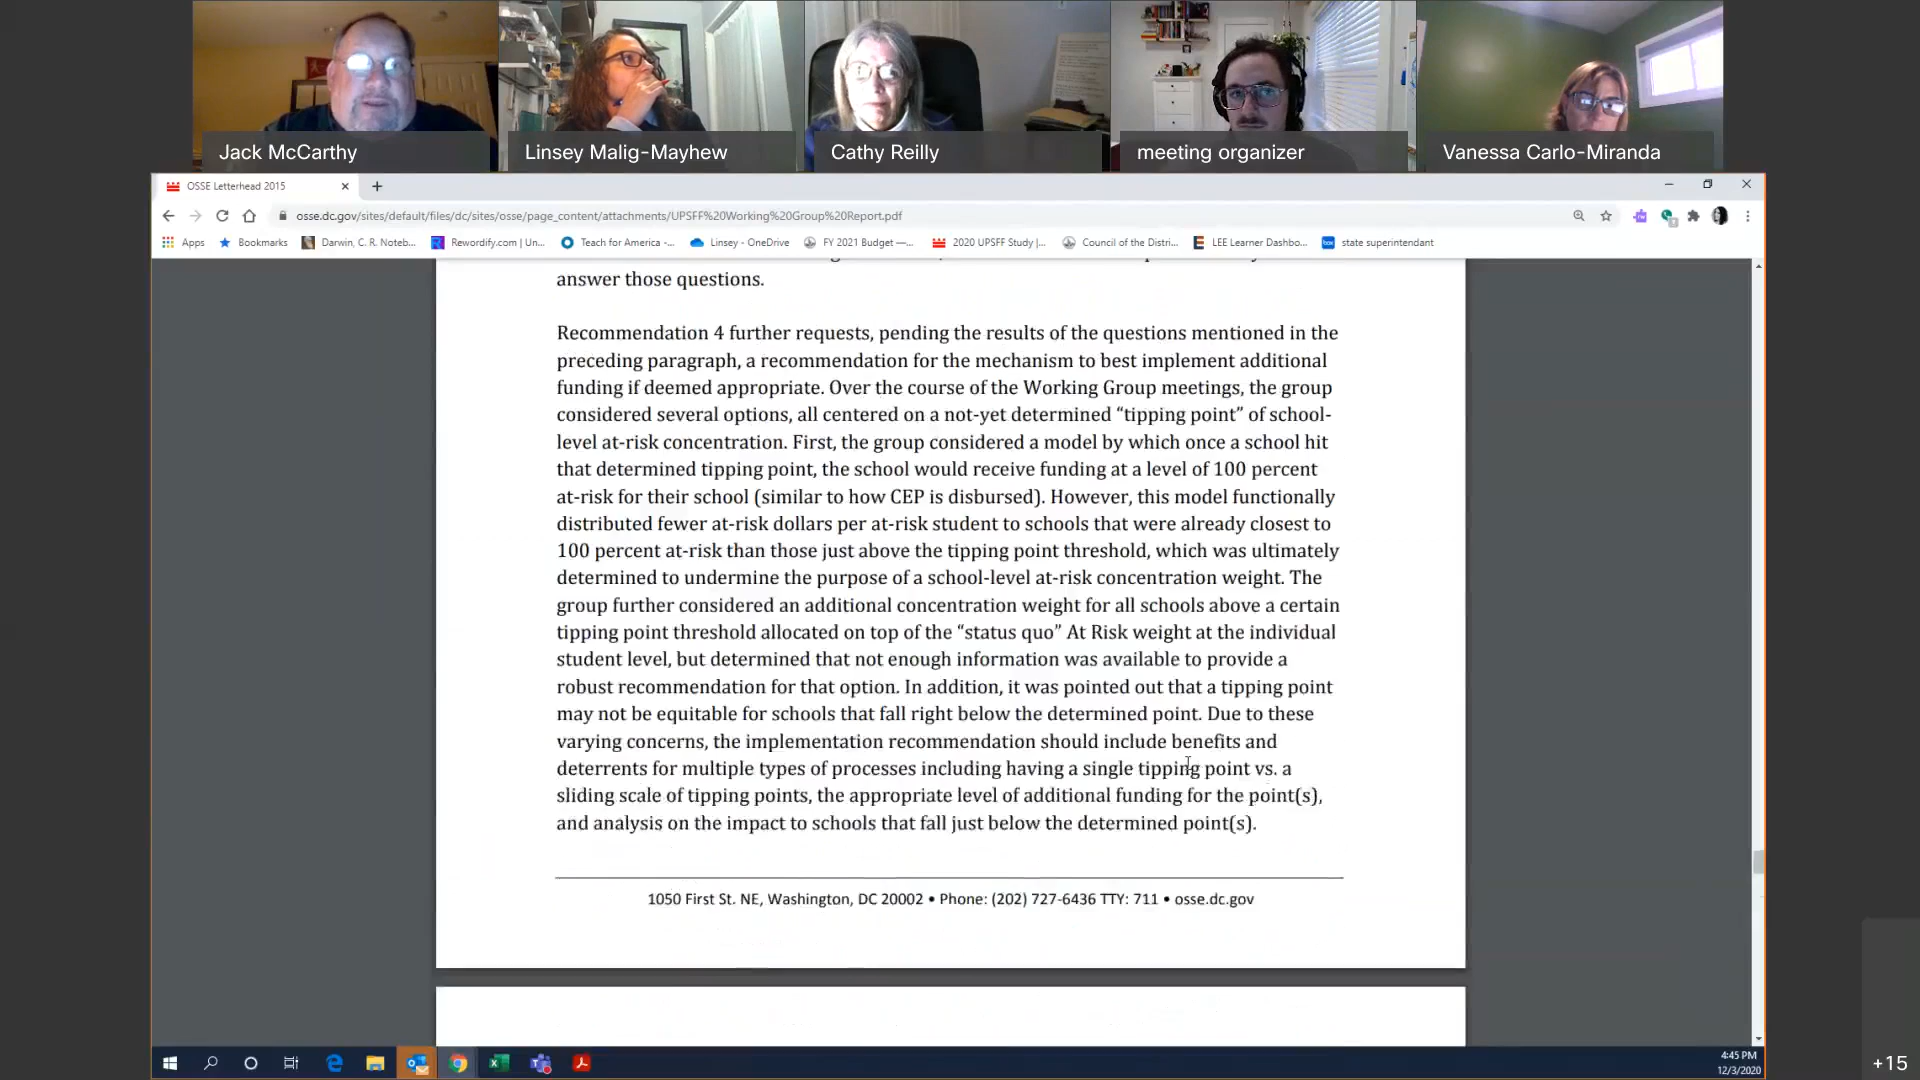 Jack McCarthy
Linsey Malig-Mayhew
Cathy Reilly
meeting organizer
Vanessa Carlo-Miranda
OSSE Letterhead 2015
osse.dc.gov/sites/default/files/dc/sites/osse/page_content/attachments/UPSFF%20Working%20Group%20Report.pdf
Apps
Bookmarks
Darwin, C. R. Noteb...
Rewordify.com | Un...
Teach for America -...
Linsey - OneDrive
FY 2021 Budget —...
2020 UPSFF Study |...
Council of the Distri...
LEE Learner Dashbo...
state superintendent
answer those questions.
Recommendation 4 further requests, pending the results of the questions mentioned in the
preceding paragraph, a recommendation for the mechanism to best implement additional
funding if deemed appropriate. Over the course of the Working Group meetings, the group
considered several options, all centered on a not-yet determined “tipping point” of school-
level at-risk concentration. First, the group considered a model by which once a school hit
that determined tipping point, the school would receive funding at a level of 100 percent
at-risk for their school (similar to how CEP is disbursed). However, this model functionally
distributed fewer at-risk dollars per at-risk student to schools that were already closest to
100 percent at-risk than those just above the tipping point threshold, which was ultimately
determined to undermine the purpose of a school-level at-risk concentration weight. The
group further considered an additional concentration weight for all schools above a certain
tipping point threshold allocated on top of the “status quo” At Risk weight at the individual
student level, but determined that not enough information was available to provide a
robust recommendation for that option. In addition, it was pointed out that a tipping point
may not be equitable for schools that fall right below the determined point. Due to these
varying concerns, the implementation recommendation should include benefits and
deterrents for multiple types of processes including having a single tipping point vs. a
sliding scale of tipping points, the appropriate level of additional funding for the point(s),
and analysis on the impact to schools that fall just below the determined point(s).
1050 First St. NE, Washington, DC 20002 • Phone: (202) 727-6436 TTY: 711 • osse.dc.gov
4:45 PM
12/3/2020
+15